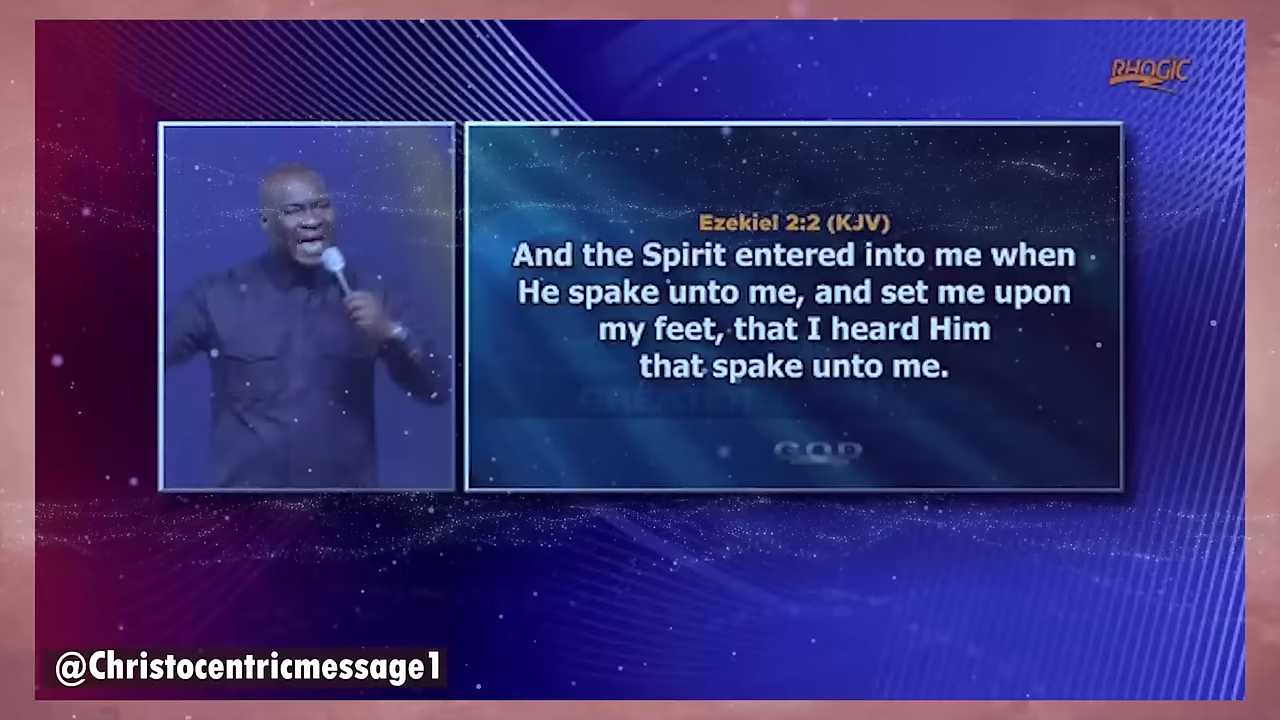 RHOGIC
Ezekiel 2:2 (KJV)
And the Spirit entered into me when
He spake unto me, and set me upon
my feet, that I heard Him
that spake unto me.
GOD
@Christocentricmessage1